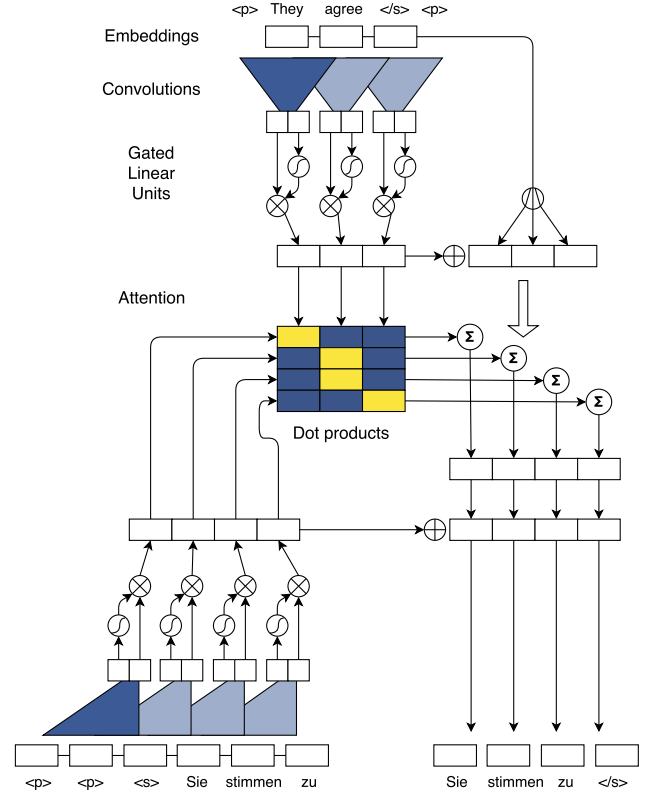 <p> They agree </s> <p>
Embeddings
Convolutions
Gated
Linear
Units
Attention
Σ
Σ
Σ
Σ
Dot products
<p> <p> <s> Sie stimmen zu
Sie stimmen zu </s>